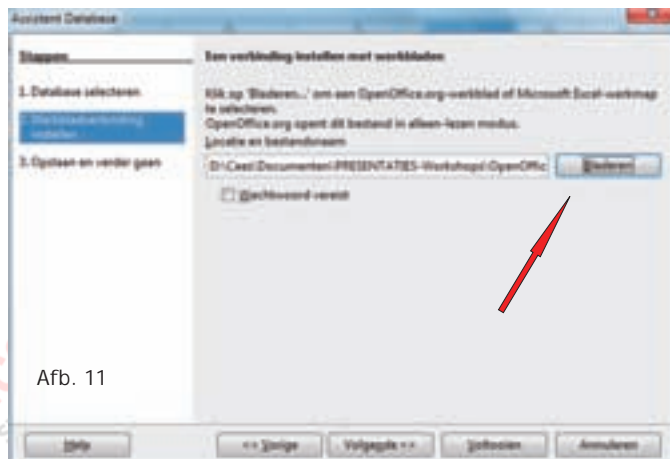 Assistent Database
Stappen
1. Database selecteren
2. Werkbladverbinding
instellen
3. Opslaan en verder gaan
Een verbinding instellen met werkbladen
Klik op 'Bladeren...' om een OpenOffice.org-werkblad of Microsoft Excel-werkmap
te selecteren.
OpenOffice.org opent dit bestand in alleen-lezen modus.
Locatie en bestandsnaam
D:\Cees\Documenten\PRESENTATIES-Workshops\OpenOffic
Bladeren
Wachtwoord vereist
Afb. 11
Help
<< Vorige
Volgende >>
Voltooien
Annuleren